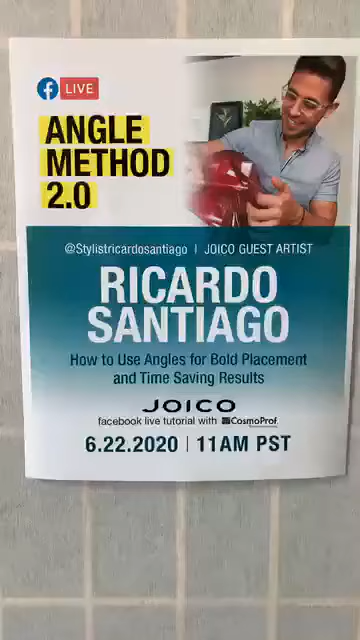 LIVE
ANGLE
METHOD
2.0
@Stylistricardosantiago | JOICO GUEST ARTIST
RICARDO
SANTIAGO
How to Use Angles for Bold Placement
and Time Saving Results
JOICO
facebook live tutorial with CosmoProf
6.22.2020 | 11AM PST